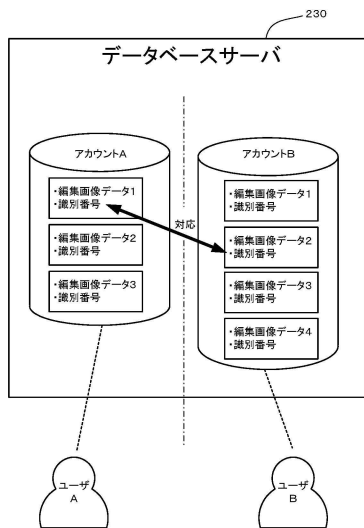 230
データベースサーバ
アカウントA
・編集画像データ1
・識別番号
・編集画像データ2
・識別番号
・編集画像データ3
・識別番号
対応
アカウントB
・編集画像データ1
・識別番号
・編集画像データ2
・識別番号
・編集画像データ3
・識別番号
・編集画像データ4
・識別番号
ユーザ
A
ユーザ
B